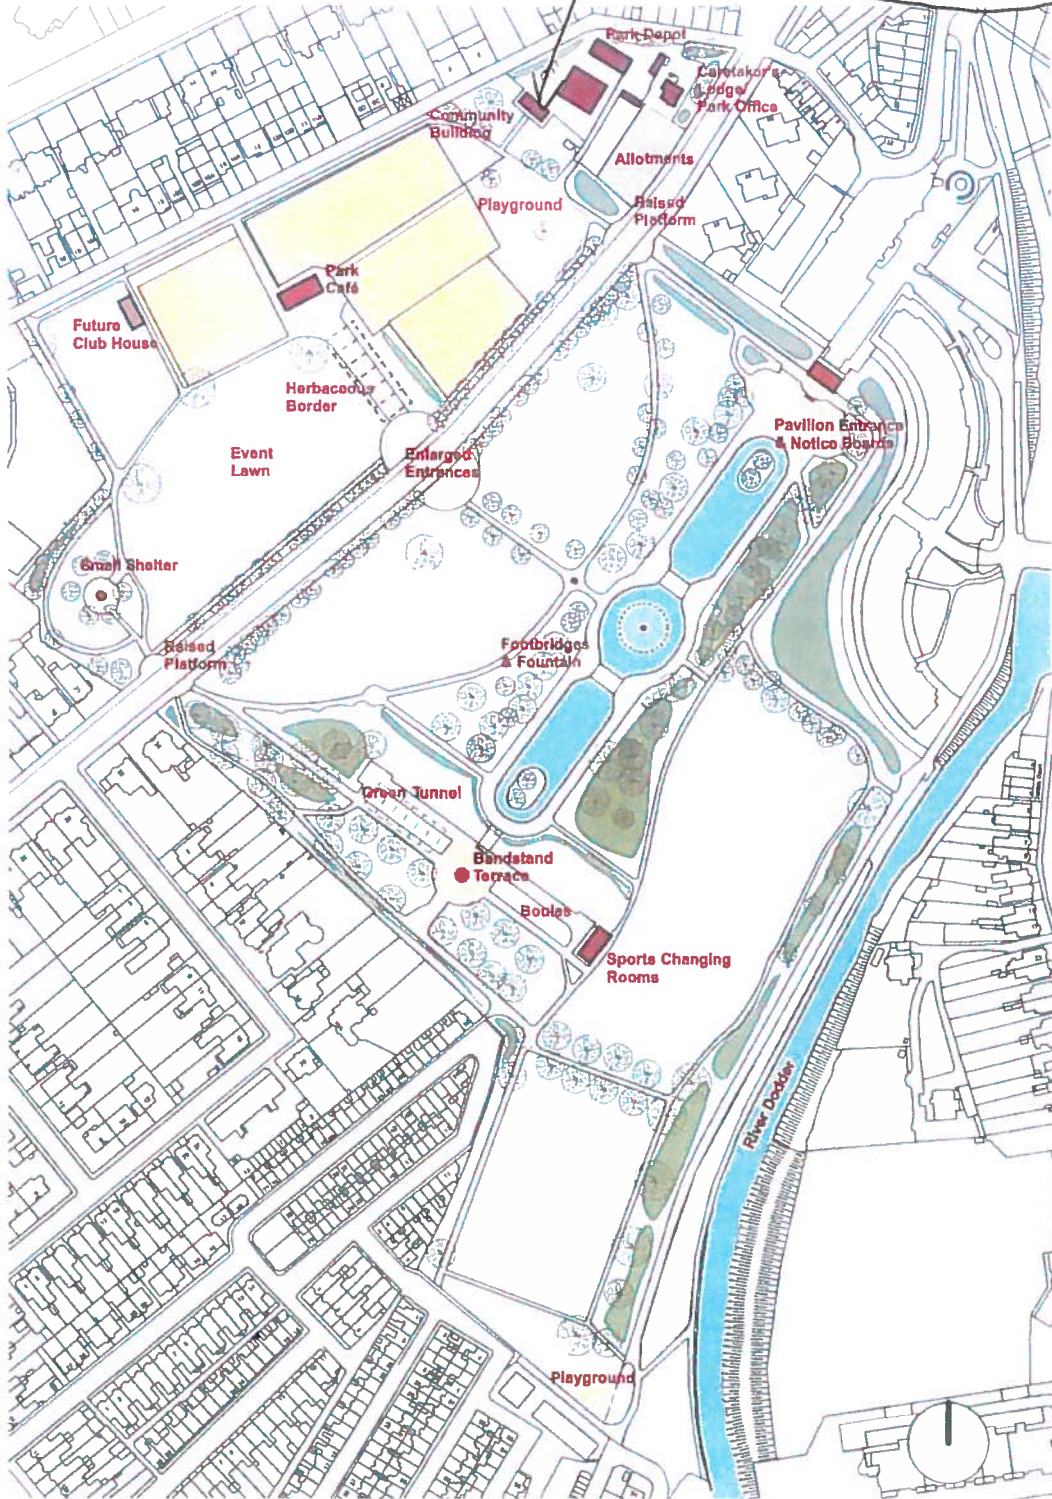 Park Depot
Caretaker's
Lodge/
Park Office
Community
Building
Allotments
Playground
Raised
Platform
Park
Café
Future
Club House
Herbaceous
Border
Pavilion Entrance
& Notice Boards
Event
Lawn
Enlarged
Entrances
Small Shelter
Raised
Platform
Footbridges
& Fountain
Green Tunnel
Bandstand
Terrace
Boules
Sports Changing
Rooms
River Dodder
Playground